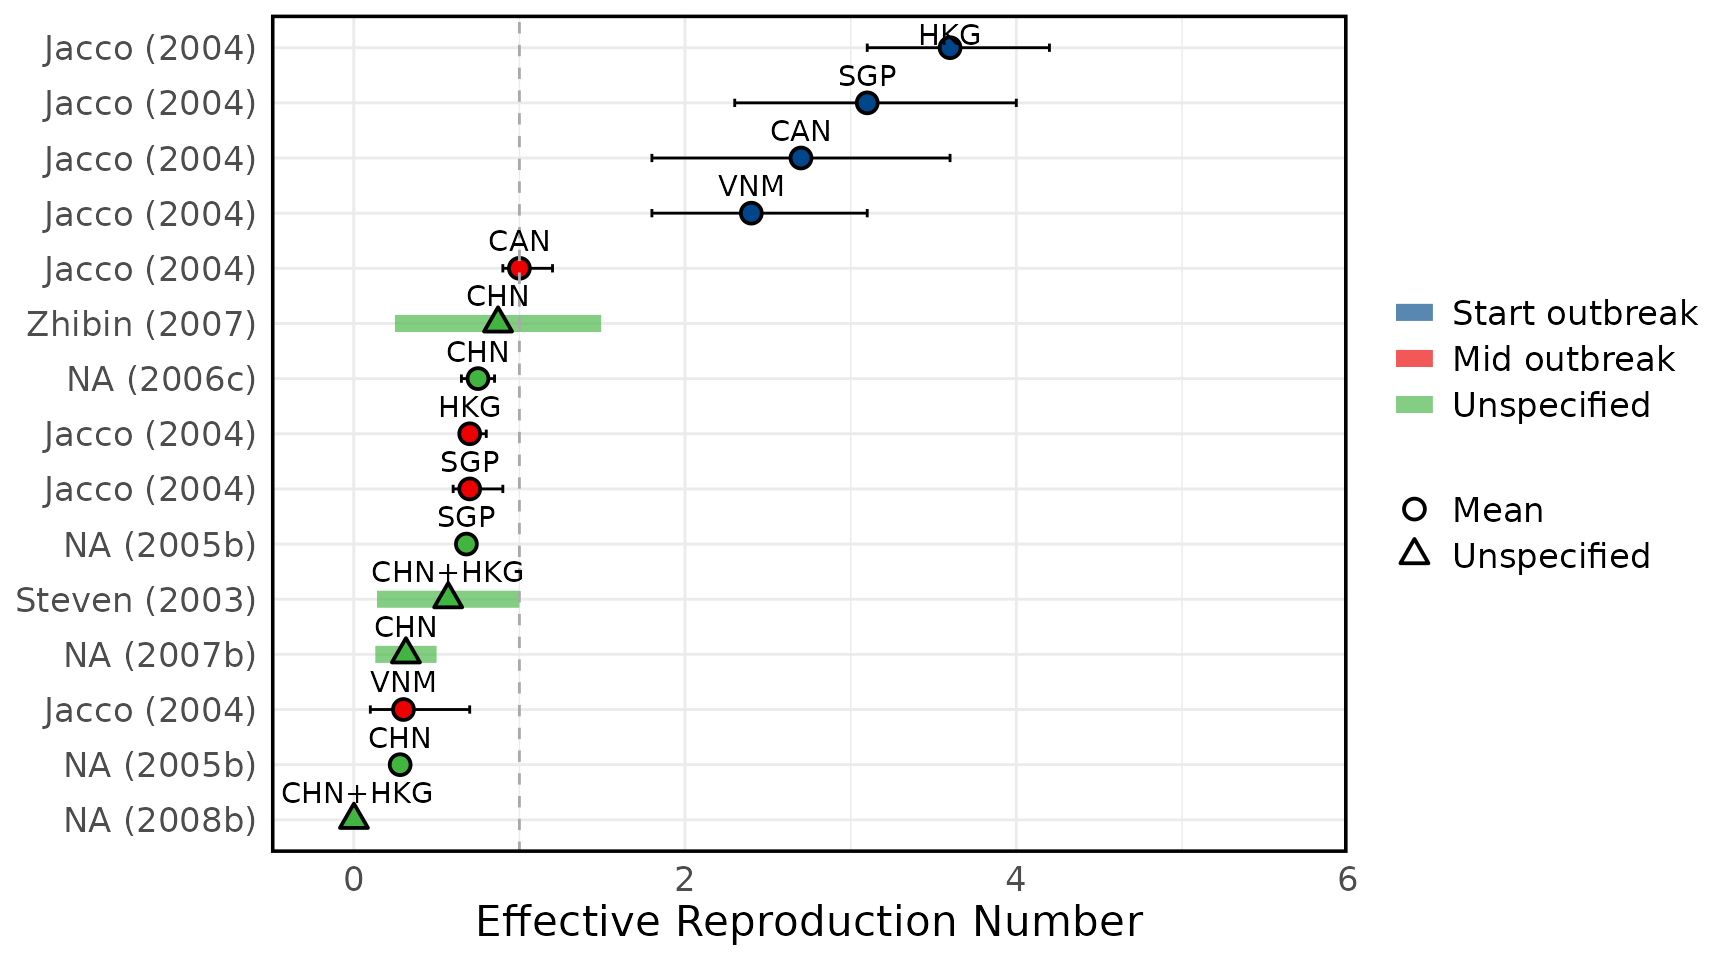 Jacco (2004) HKG
Jacco (2004) SGP
Jacco (2004) CAN
Jacco (2004) VNM
Jacco (2004) CAN
Zhibin (2007) CHN
NA (2006c) CHN
Jacco (2004) HKG
Jacco (2004) SGP
NA (2005b) SGP
Steven (2003) CHN+HKG
NA (2007b) CHN
Jacco (2004) VNM
NA (2005b) CHN
NA (2008b) CHN+HKG
0 2 4 6
Effective Reproduction Number
Start outbreak
Mid outbreak
Unspecified
Mean
Unspecified